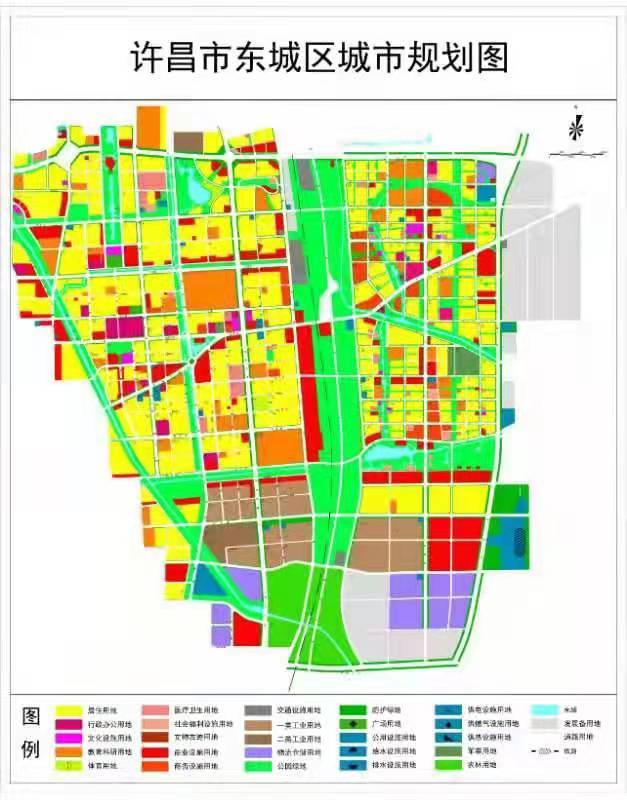 许昌市东城区城市规划图
图例
居住用地
行政办公用地
文化设施用地
教育科研用地
体育用地
医疗卫生用地
社会福利设施用地
文物古迹用地
商业设施用地
商务设施用地
交通设施用地
一类工业用地
二类工业用地
物流仓储用地
公园绿地
防护绿地
广场用地
公用设施用地
给水设施用地
排水设施用地
供电设施用地
供燃气设施用地
供热设施用地
军事用地
农林用地
水域
发展备用地
道路用地
铁路